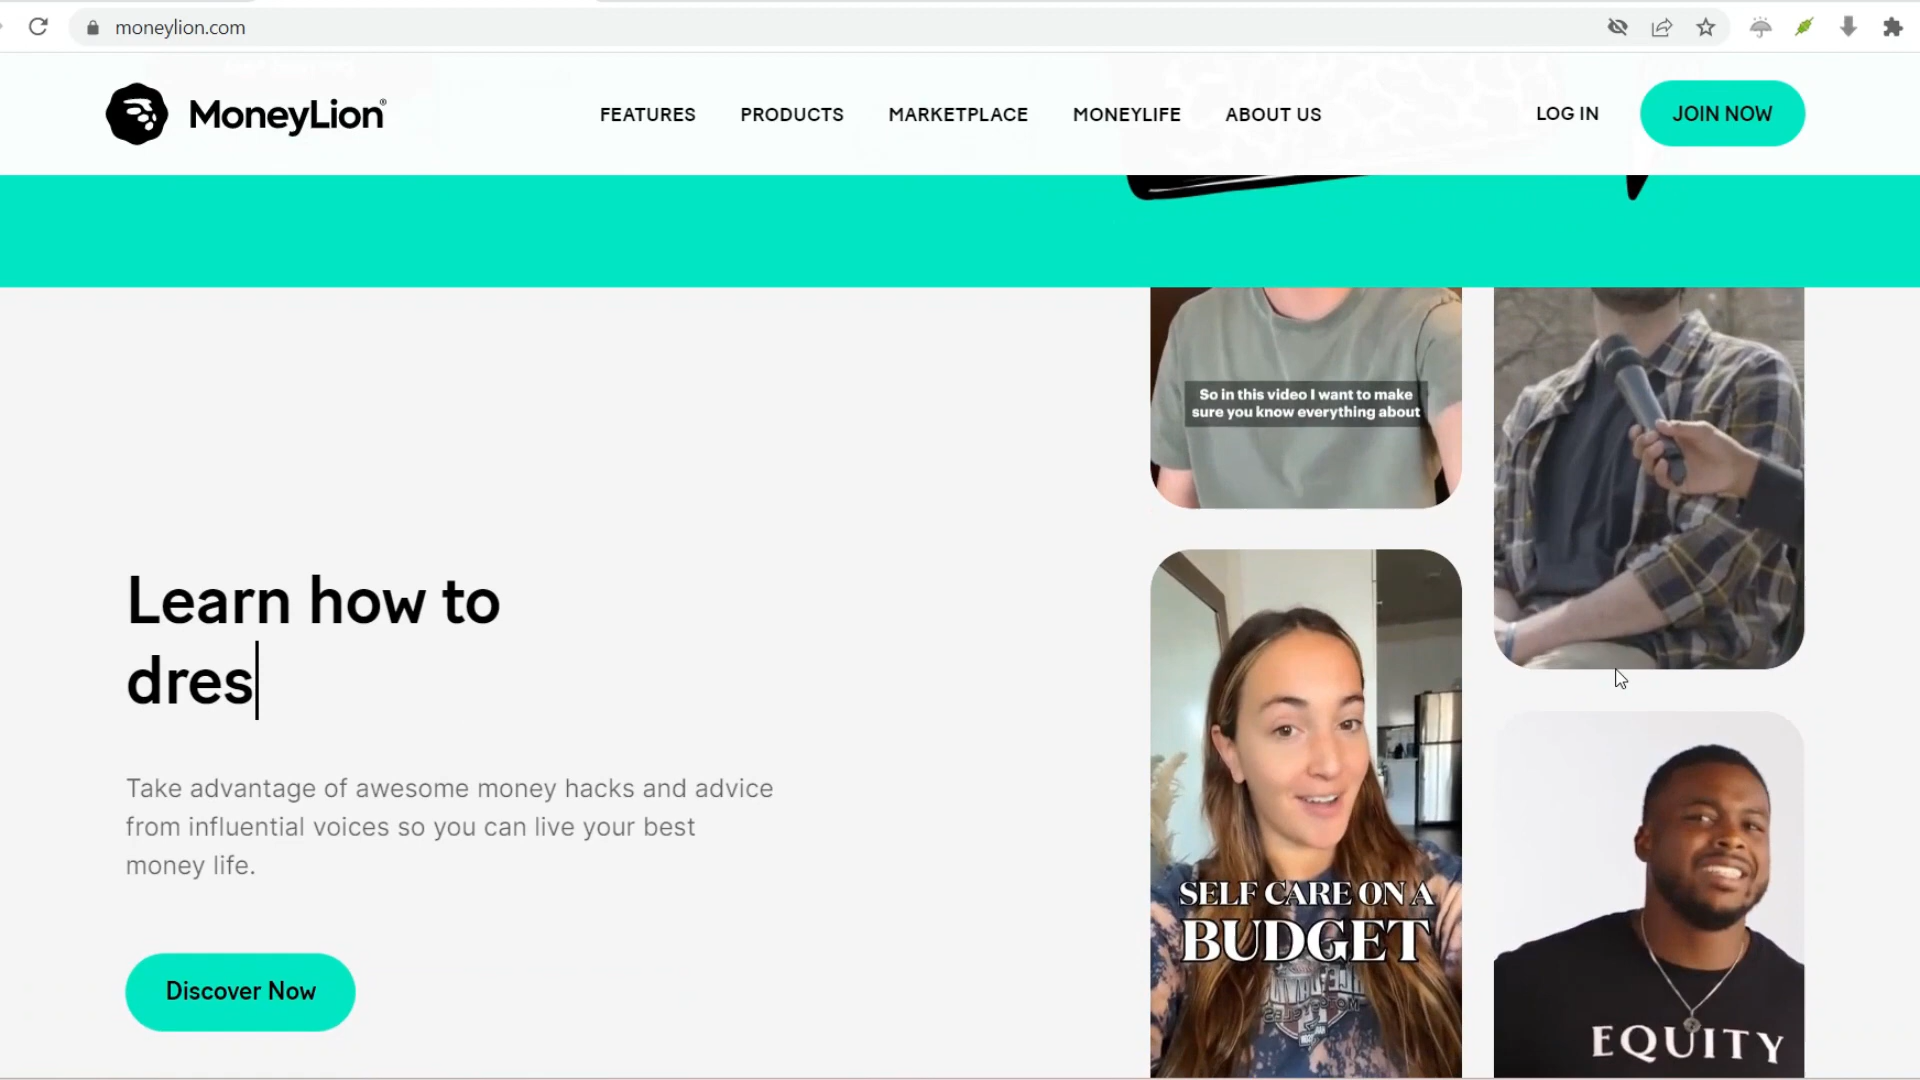 moneylion.com
MoneyLion®
FEATURES
PRODUCTS
MARKETPLACE
MONEYLIFE
ABOUT US
LOG IN
JOIN NOW
So in this video I want to make
sure you know everything about
Learn how to
dres
Take advantage of awesome money hacks and advice
from influential voices so you can live your best
money life.
Discover Now
SELF CARE ON A
BUDGET
EQUITY